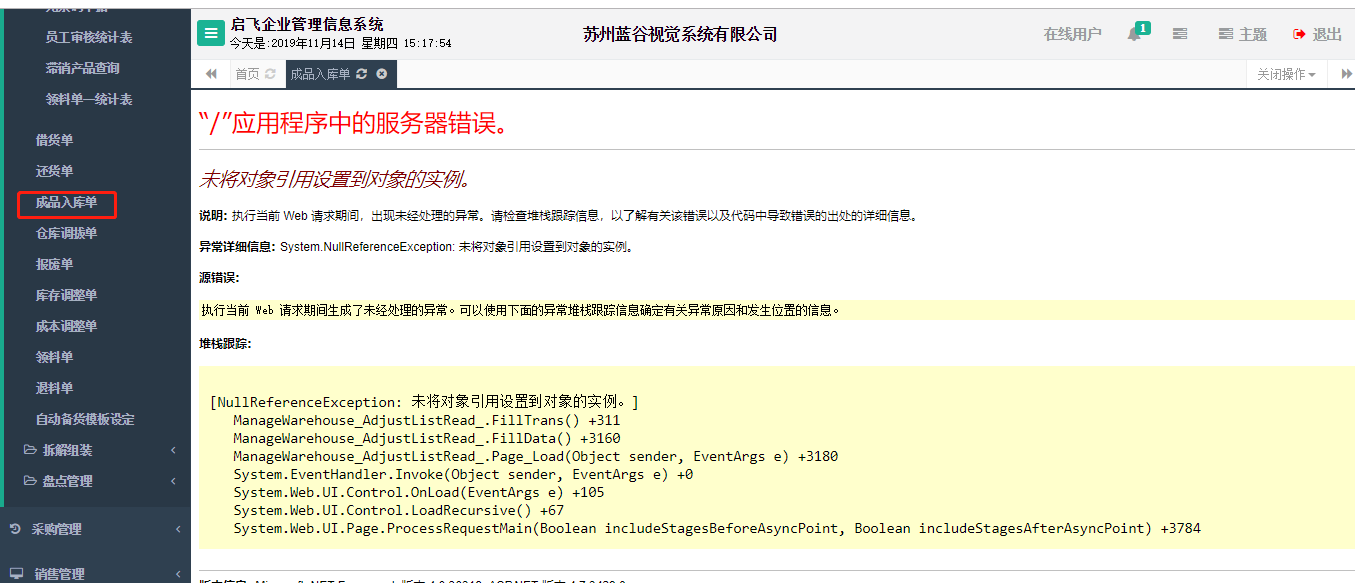 员工审核统计表
滞销产品查询
领料单一统计表
借货单
还货单
成品入库单
仓库调拨单
报废单
库存调整单
成本调整单
领料单
退料单
自动备货模板设定
拆解组装
盘点管理
采购管理
销售管理
启飞企业管理信息系统
今天是:2019年11月14日 星期四 15:17:54
苏州蓝谷视觉系统有限公司
在线用户
1
主题
退出
首页
成品入库单
关闭操作
“/”应用程序中的服务器错误。
未将对象引用设置到对象的实例。
说明: 执行当前 Web 请求期间，出现未经处理的异常。请检查堆栈跟踪信息，以了解有关该错误以及代码中导致错误的出处的详细信息。
异常详细信息: System.NullReferenceException: 未将对象引用设置到对象的实例。
源错误:
执行当前 Web 请求期间生成了未经处理的异常。可以使用下面的异常堆栈跟踪信息确定有关异常原因和发生位置的信息。
堆栈跟踪:
[NullReferenceException: 未将对象引用设置到对象的实例。]
ManageWarehouse_AdjustListRead_.FillTrans() +311
ManageWarehouse_AdjustListRead_.FillData() +3160
ManageWarehouse_AdjustListRead_.Page_Load(Object sender, EventArgs e) +3180
System.EventHandler.Invoke(Object sender, EventArgs e) +0
System.Web.UI.Control.OnLoad(EventArgs e) +105
System.Web.UI.Control.LoadRecursive() +67
System.Web.UI.Page.ProcessRequestMain(Boolean includeStagesBeforeAsyncPoint, Boolean includeStagesAfterAsyncPoint) +3784